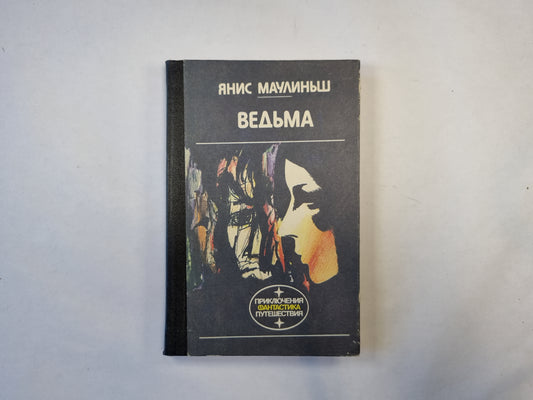 ЯНИС МАУЛИНЬШ
ВЕДЬМА
ПРИКЛЮЧЕНИЯ
ФАНТАСТИКА
ПУТЕШЕСТВИЯ